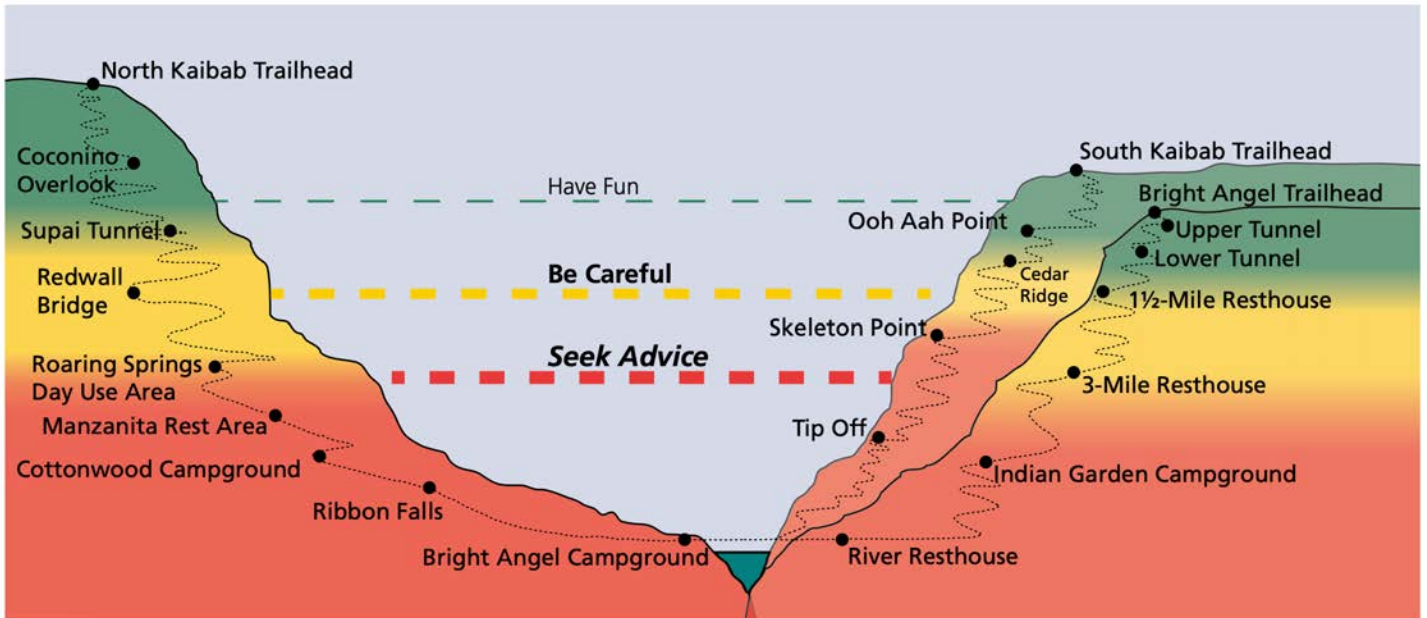 North Kaibab Trailhead
Coconino
Overlook
Supai Tunnel
Redwall
Bridge
Roaring Springs
Day Use Area
Manzanita Rest Area
Cottonwood Campground
Ribbon Falls
Bright Angel Campground
Have Fun
Be Careful
Seek Advice
South Kaibab Trailhead
Ooh Aah Point
Cedar
Ridge
Skeleton Point
Tip Off
Bright Angel Trailhead
Upper Tunnel
Lower Tunnel
1½-Mile Resthouse
3-Mile Resthouse
Indian Garden Campground
River Resthouse